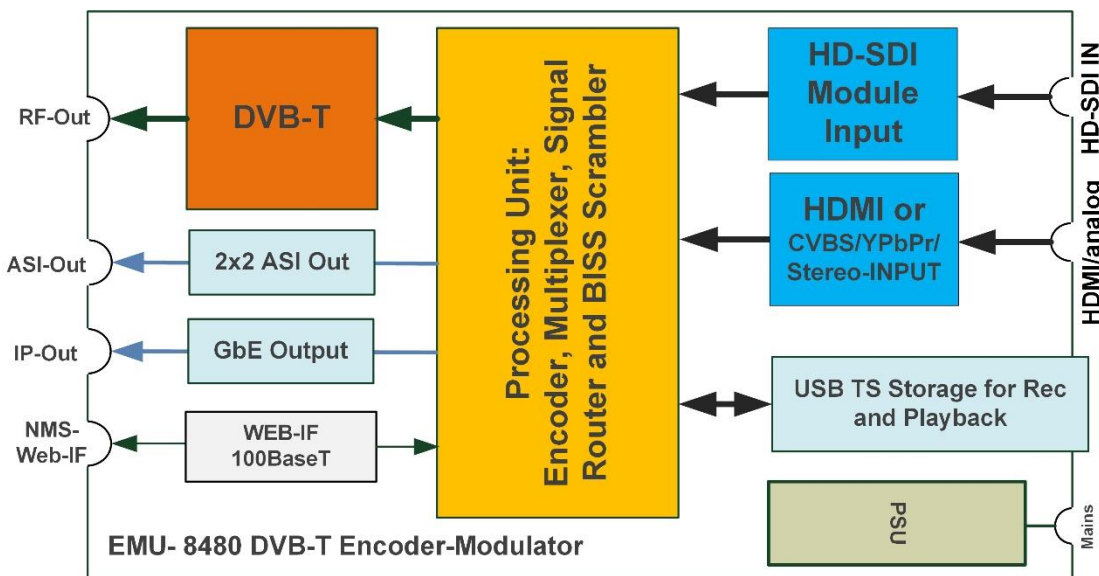 RF-Out
DVB-T
ASI-Out
2x2 ASI Out
IP-Out
GbE Output
NMS-
Web-IF
WEB-IF
100BaseT
Processing Unit:
Encoder, Multiplexer, Signal
Router and BISS Scrambler
HD-SDI
Module
Input
HD-SDI IN
HDMI or
CVBS/YPbPr/
Stereo-INPUT
HDMI/analog
USB TS Storage for Rec
and Playback
PSU
Mains
EMU- 8480 DVB-T Encoder-Modulator